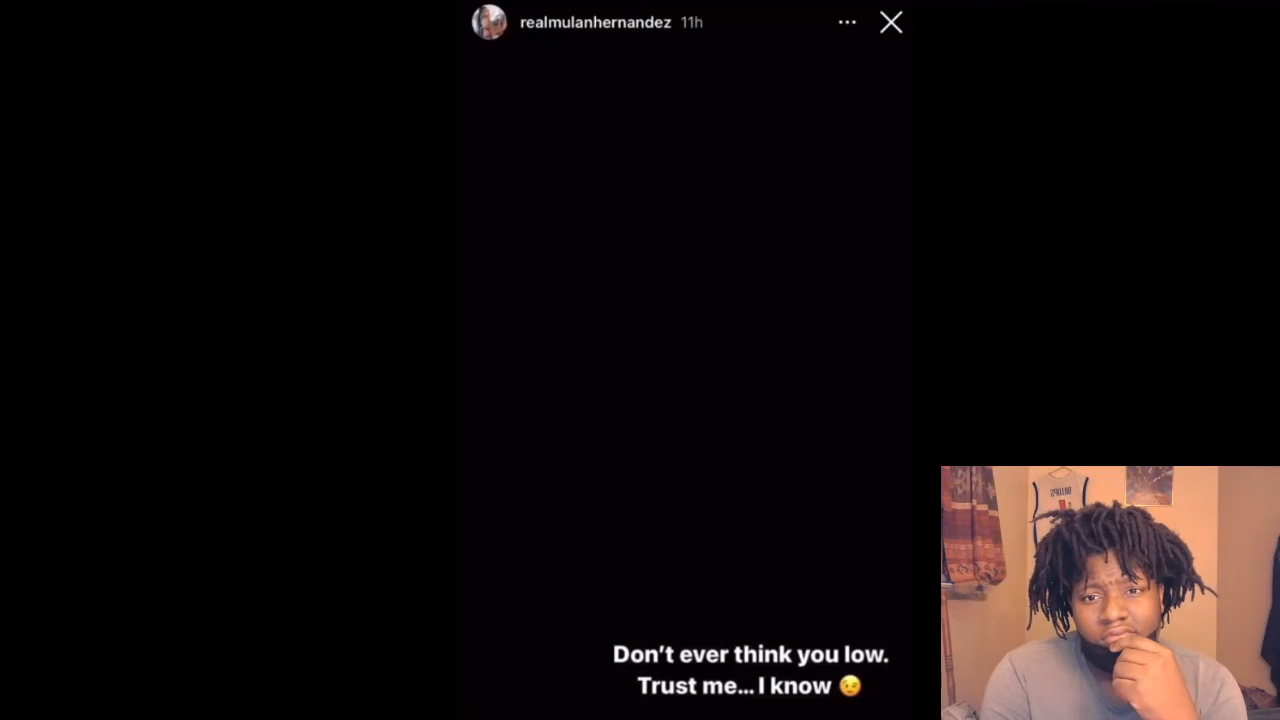 realmulanhernandez 11h
Don't ever think you low.
Trust me... I know 😉